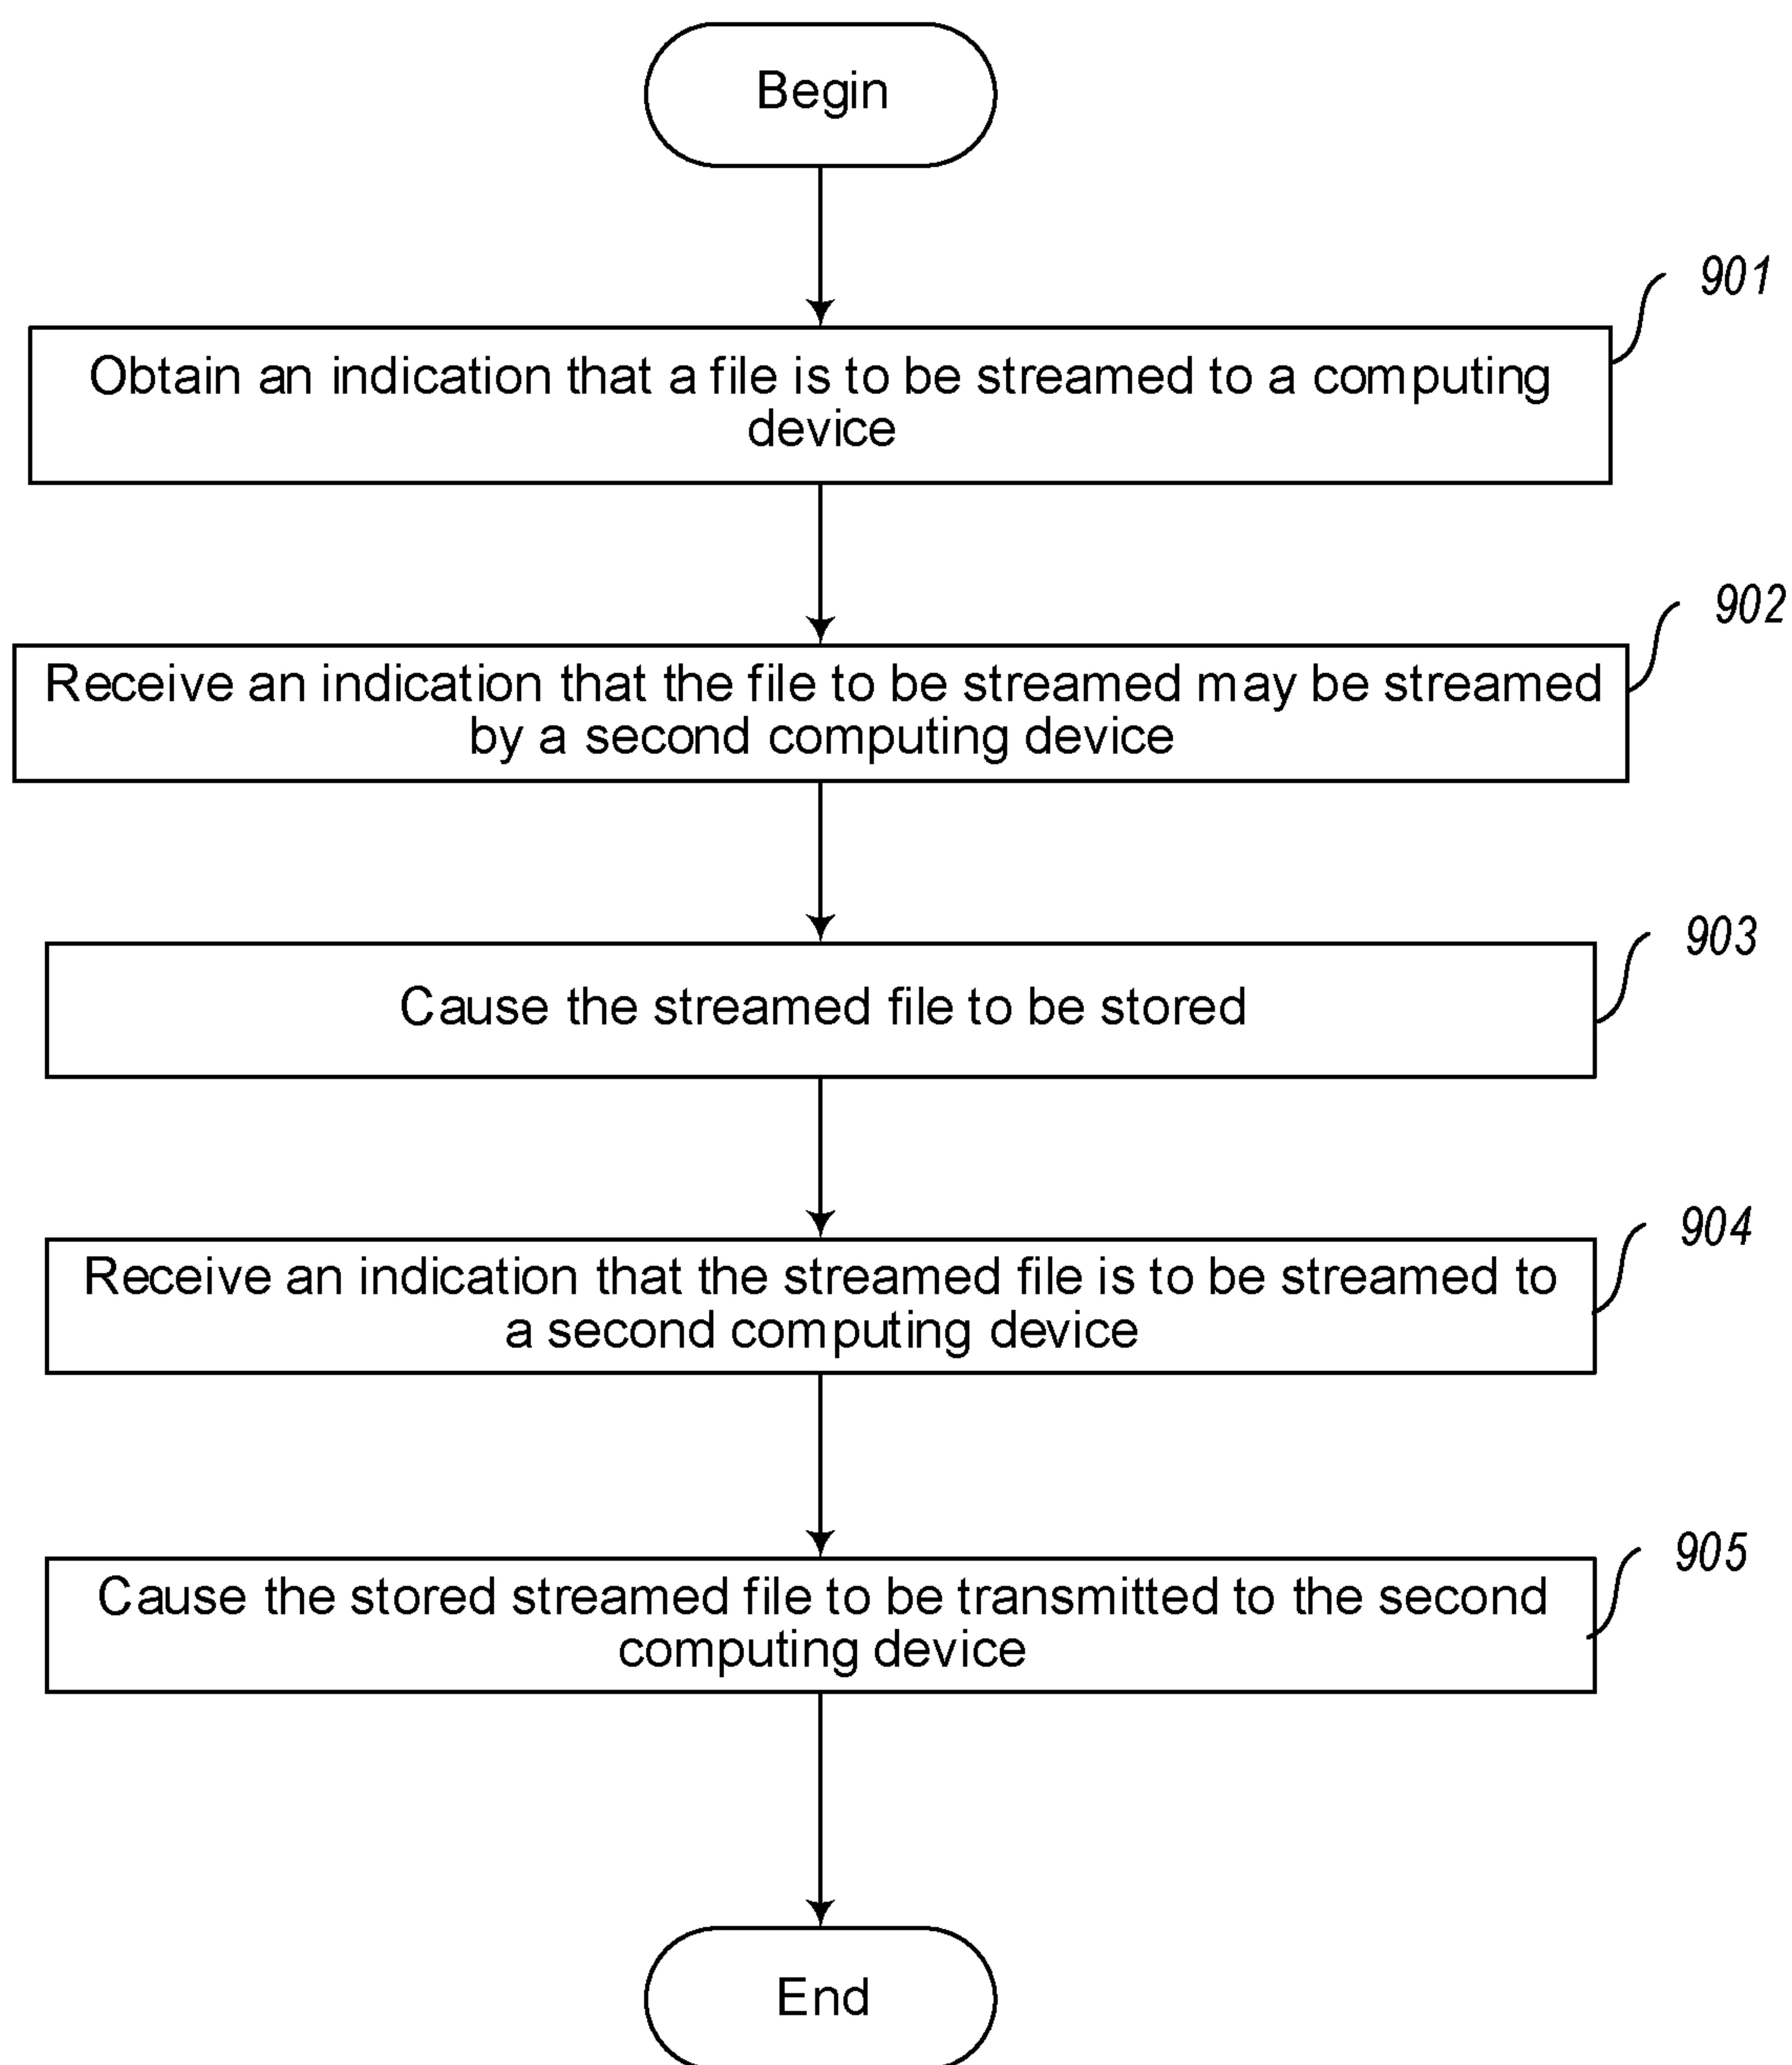 Begin
901
Obtain an indication that a file is to be streamed to a computing
device
902
Receive an indication that the file to be streamed may be streamed
by a second computing device
903
Cause the streamed file to be stored
904
Receive an indication that the streamed file is to be streamed to
a second computing device
905
Cause the stored streamed file to be transmitted to the second
computing device
End